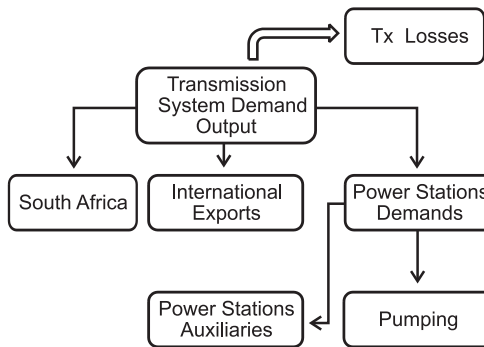 Tx Losses
Transmission
System Demand
Output
South Africa
International
Exports
Power Stations
Demands
Power Stations
Auxiliaries
Pumping